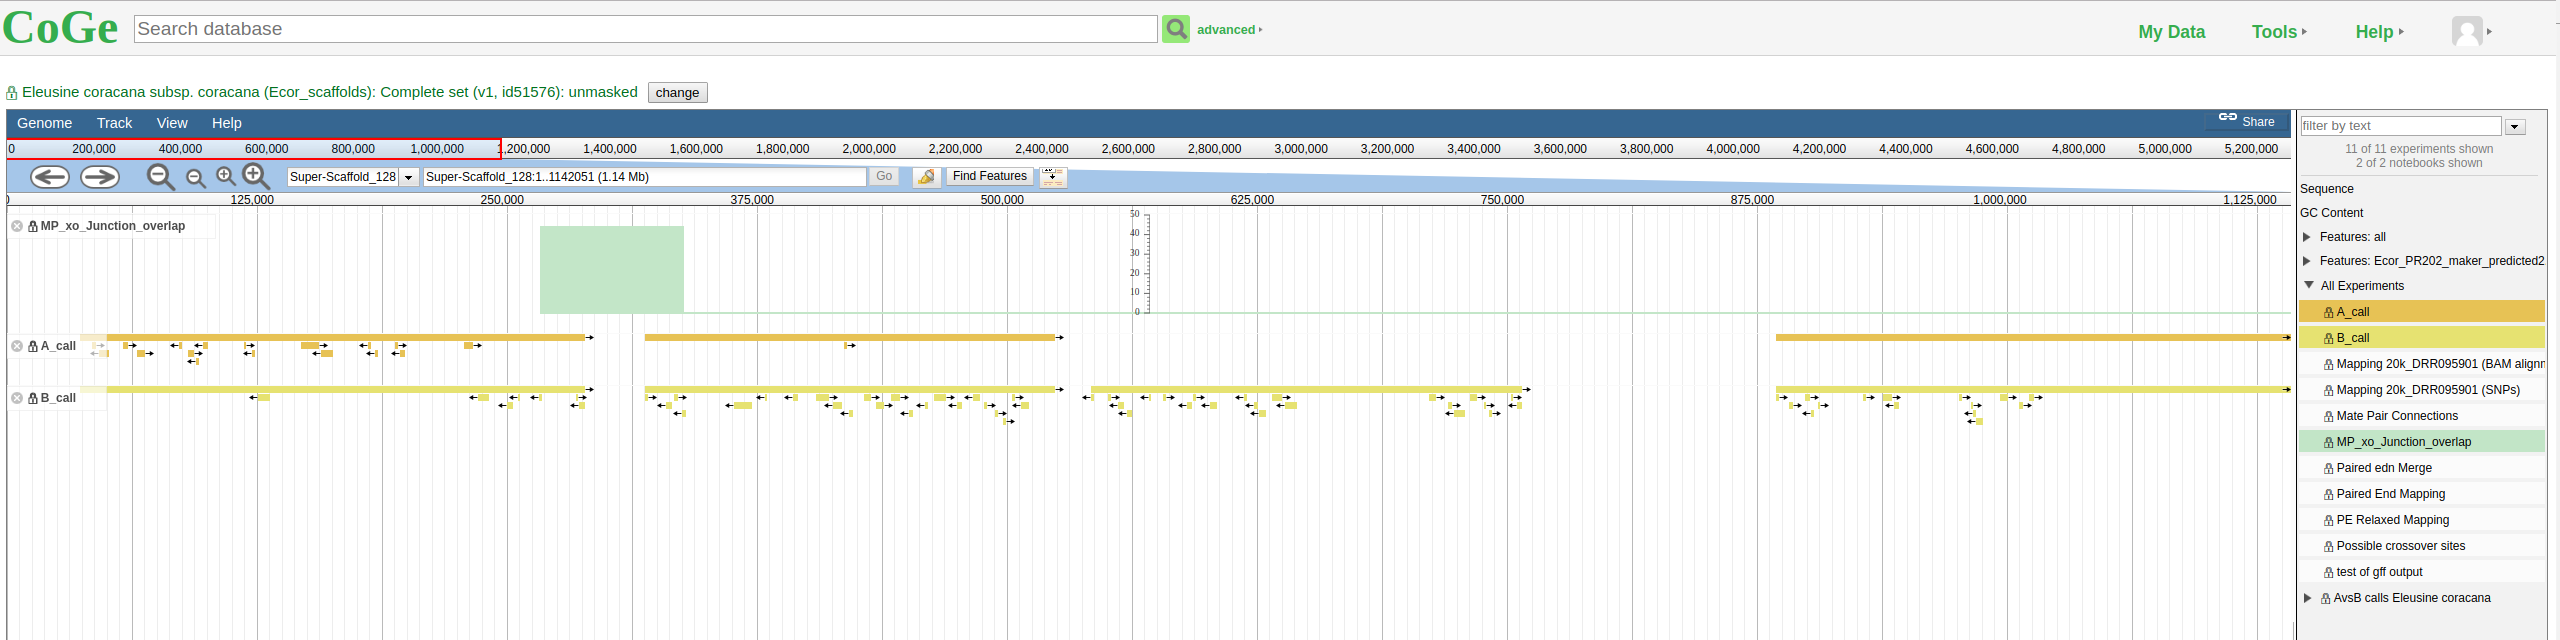 CoGe Search database advanced My Data Tools Help
Eleusine coracana subsp. coracana (Ecor_scaffolds): Complete set (v1, id51576): unmasked change
Genome Track View Help Share
0 200,000 400,000 600,000 800,000 1,000,000 1,200,000 1,400,000 1,600,000 1,800,000 2,000,000 2,200,000 2,400,000 2,600,000 2,800,000 3,000,000 3,200,000 3,400,000 3,600,000 3,800,000 4,000,000 4,200,000 4,400,000 4,600,000 4,800,000 5,000,000 5,200,000
Super-Scaffold_128 Super-Scaffold_128:1..1142051 (1.14 Mb) Go Find Features
0 125,000 250,000 375,000 500,000 625,000 750,000 875,000 1,000,000 1,125,000
MP_xo_Junction_overlap
50
40
30
20
10
0
A_call
B_call
filter by text
11 of 11 experiments shown
2 of 2 notebooks shown
Sequence
GC Content
Features: all
Features: Ecor_PR202_maker_predicted2
All Experiments
A_call
B_call
Mapping 20k_DRR095901 (BAM alignm
Mapping 20k_DRR095901 (SNPs)
Mate Pair Connections
MP_xo_Junction_overlap
Paired edn Merge
Paired End Mapping
PE Relaxed Mapping
Possible crossover sites
test of gff output
AvsB calls Eleusine coracana